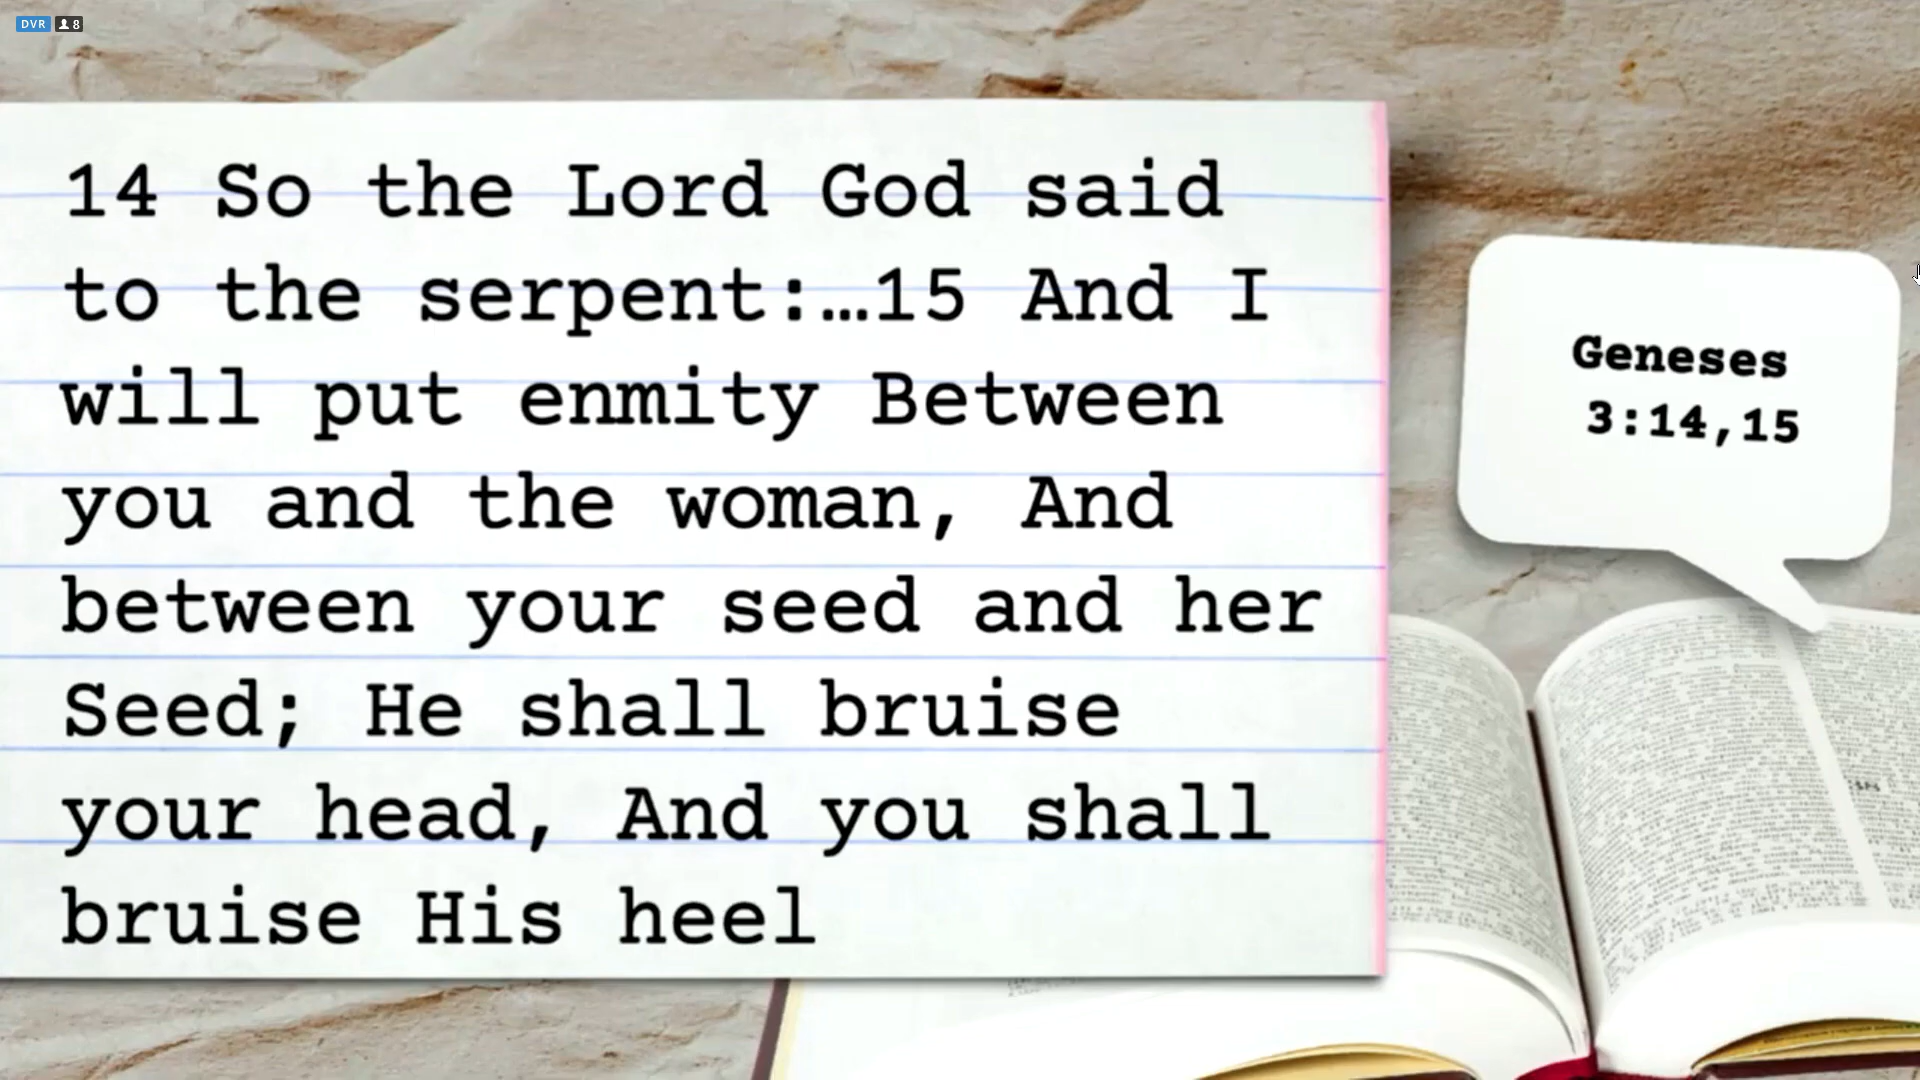 DVR 8
14 So the Lord God said
to the serpent:…15 And I
will put enmity Between
you and the woman, And
between your seed and her
Seed; He shall bruise
your head, And you shall
bruise His heel
Geneses
3:14,15